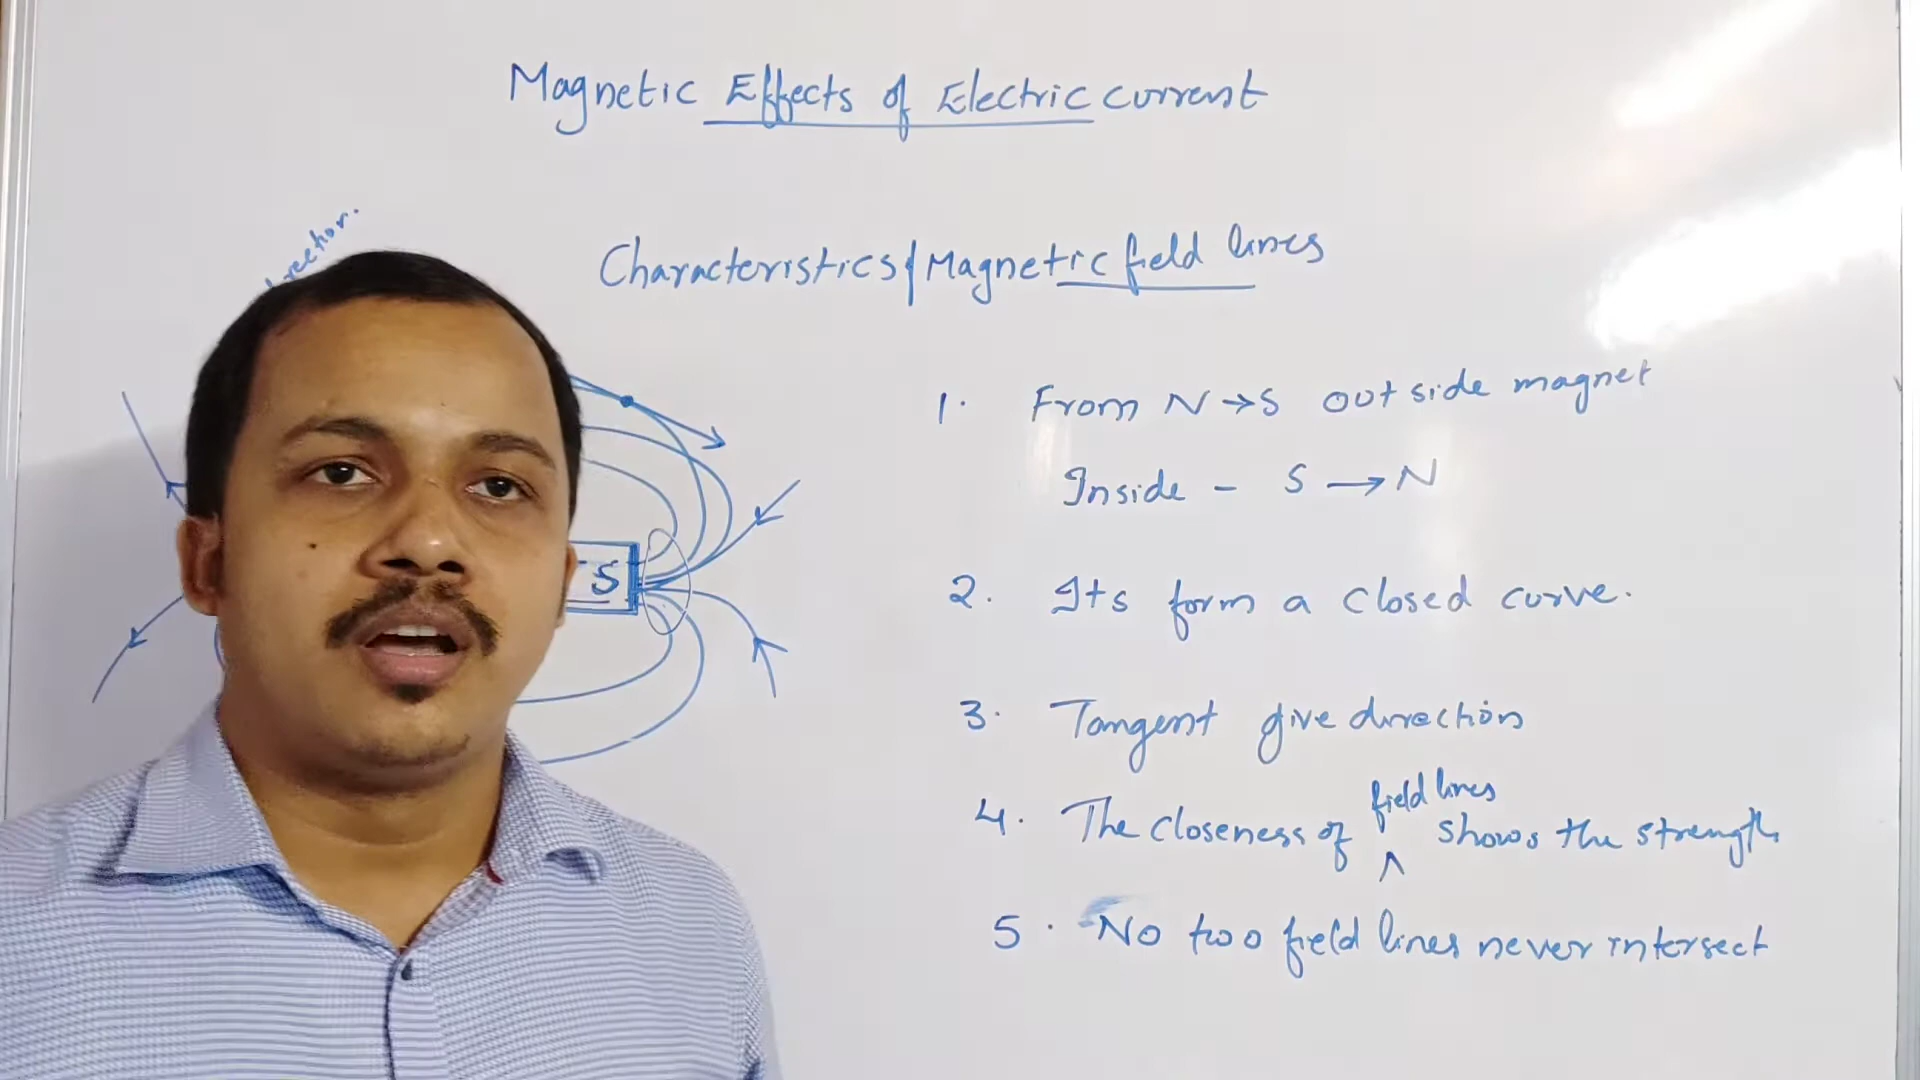 Magnetic Effects of Electric current
Characteristics of Magnetic field lines
1. From N→S outside magnet
Inside - S → N
S
2. Its form a closed curve.
3. Tangent give direction
field lines
4. The closeness of ^ shows the strength
5. No two field lines never intersect